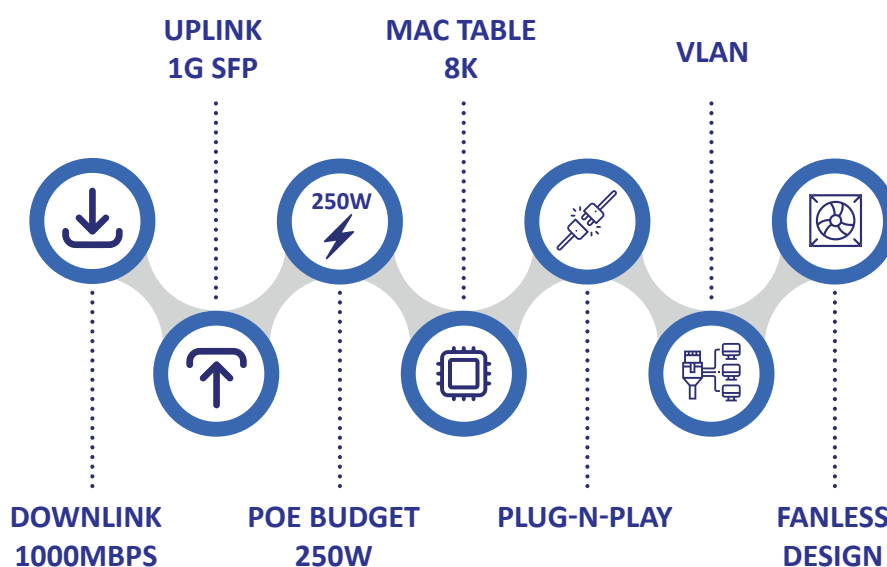 UPLINK
1G SFP
MAC TABLE
8K
VLAN
250W
DOWNLINK
1000MBPS
POE BUDGET
250W
PLUG-N-PLAY
FANLESS
DESIGN